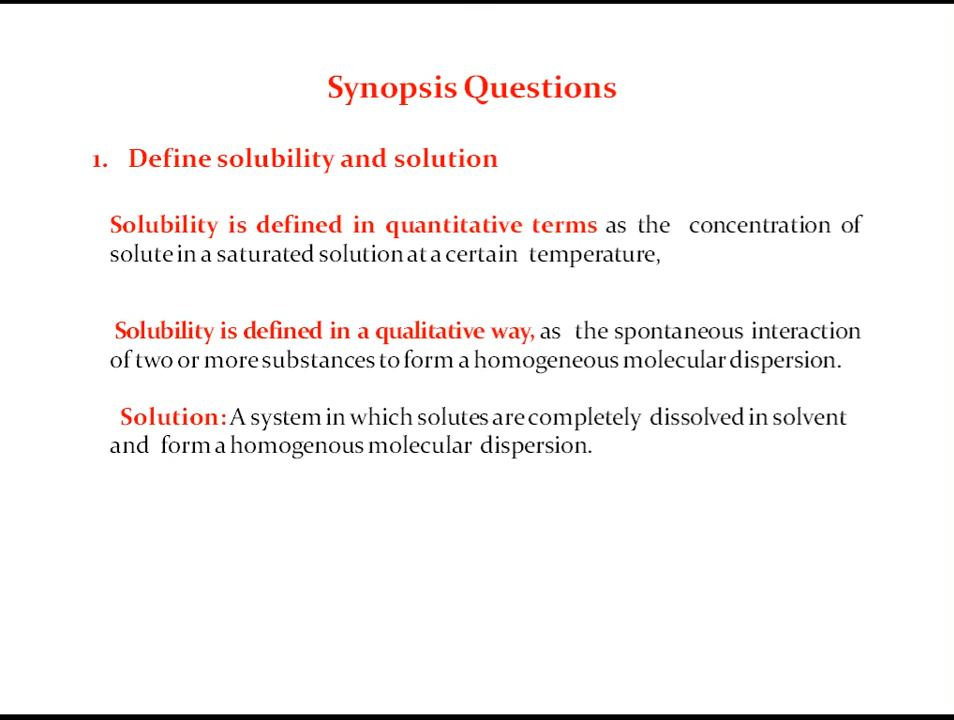 Synopsis Questions
1. Define solubility and solution
Solubility is defined in quantitative terms as the concentration of
solute in a saturated solution at a certain temperature,
Solubility is defined in a qualitative way, as the spontaneous interaction
of two or more substances to form a homogeneous molecular dispersion.
Solution: A system in which solutes are completely dissolved in solvent
and form a homogenous molecular dispersion.